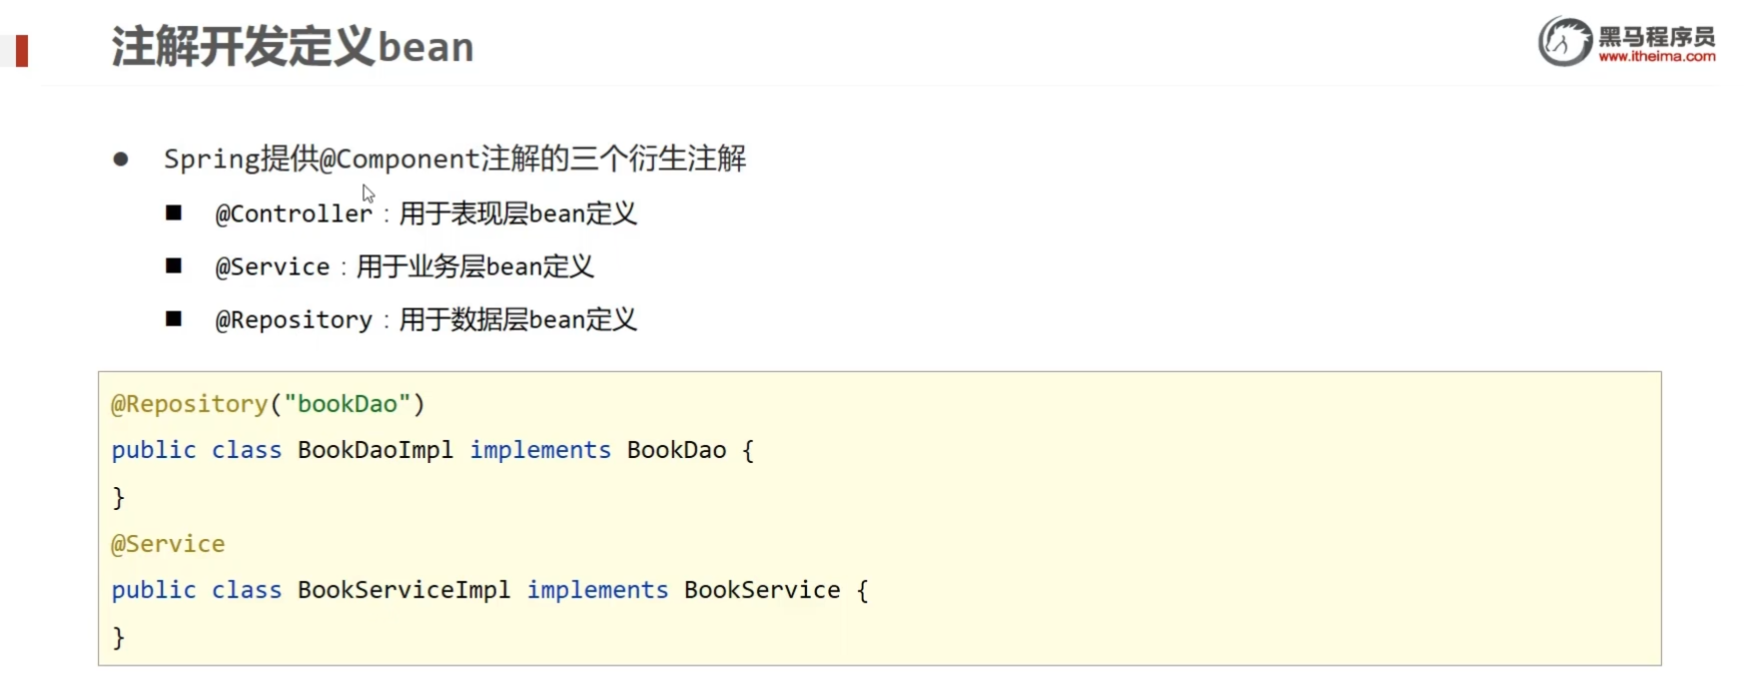 注解开发定义bean
黑马程序员
www.itheima.com
● Spring提供@Component注解的三个衍生注解
■ @Controller：用于表现层bean定义
■ @Service：用于业务层bean定义
■ @Repository：用于数据层bean定义
@Repository("bookDao")
public class BookDaoImpl implements BookDao {
}
@Service
public class BookServiceImpl implements BookService {
}